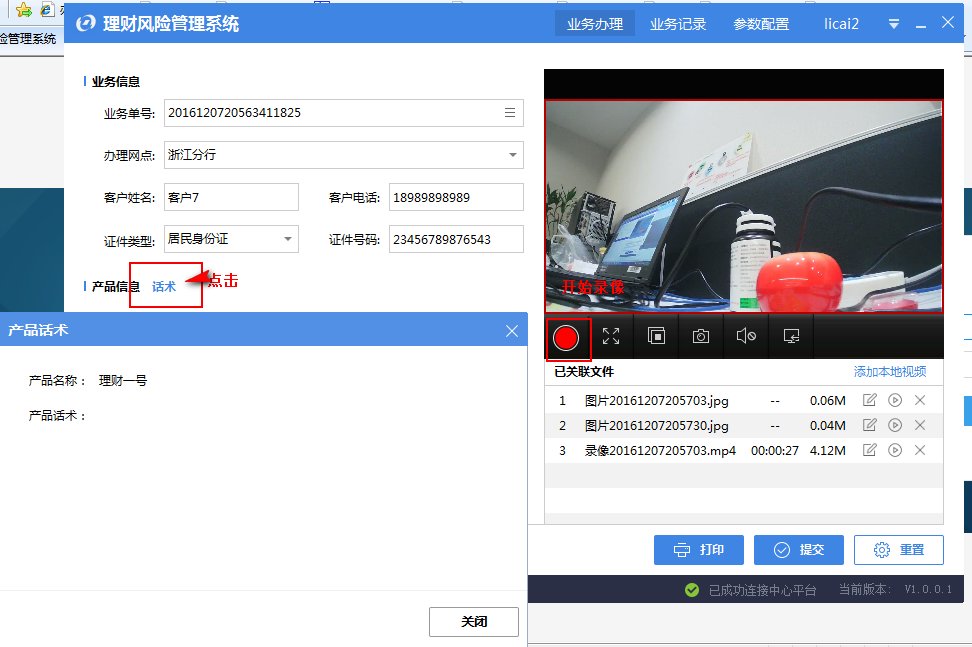 理财风险管理系统 业务办理 业务记录 参数配置 licai2
险管理系统
业务信息
业务单号: 2016120720563411825
办理网点: 浙江分行
客户姓名: 客户7 客户电话: 18989898989
证件类型: 居民身份证 证件号码: 23456789876543
产品信息 话术 点击
开始录像
产品话术
产品名称： 理财一号
产品话术：
关闭
已关联文件 添加本地视频
1 图片20161207205703.jpg -- 0.06M
2 图片20161207205730.jpg -- 0.04M
3 录像20161207205703.mp4 00:00:27 4.12M
打印 提交 重置
已成功连接中心平台 当前版本: V1.0.0.1